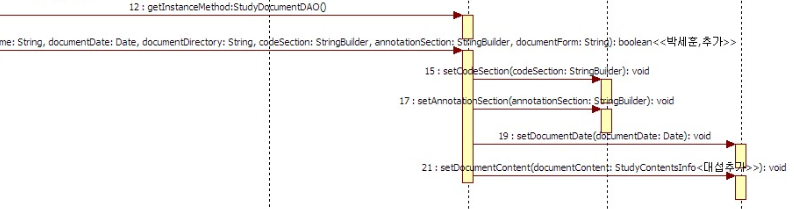 12 : getInstanceMethod:StudyDocumentDAO()
me: String, documentDate: Date, documentDirectory: String, codeSection: StringBuilder, annotationSection: StringBuilder, documentForm: String): boolean<<박세훈,추가>>
15 : setCodeSection(codeSection: StringBuilder): void
17 : setAnnotationSection(annotationSection: StringBuilder): void
19 : setDocumentDate(documentDate: Date): void
21 : setDocumentContent(documentContent: StudyContentsInfo<대섭추가>>): void